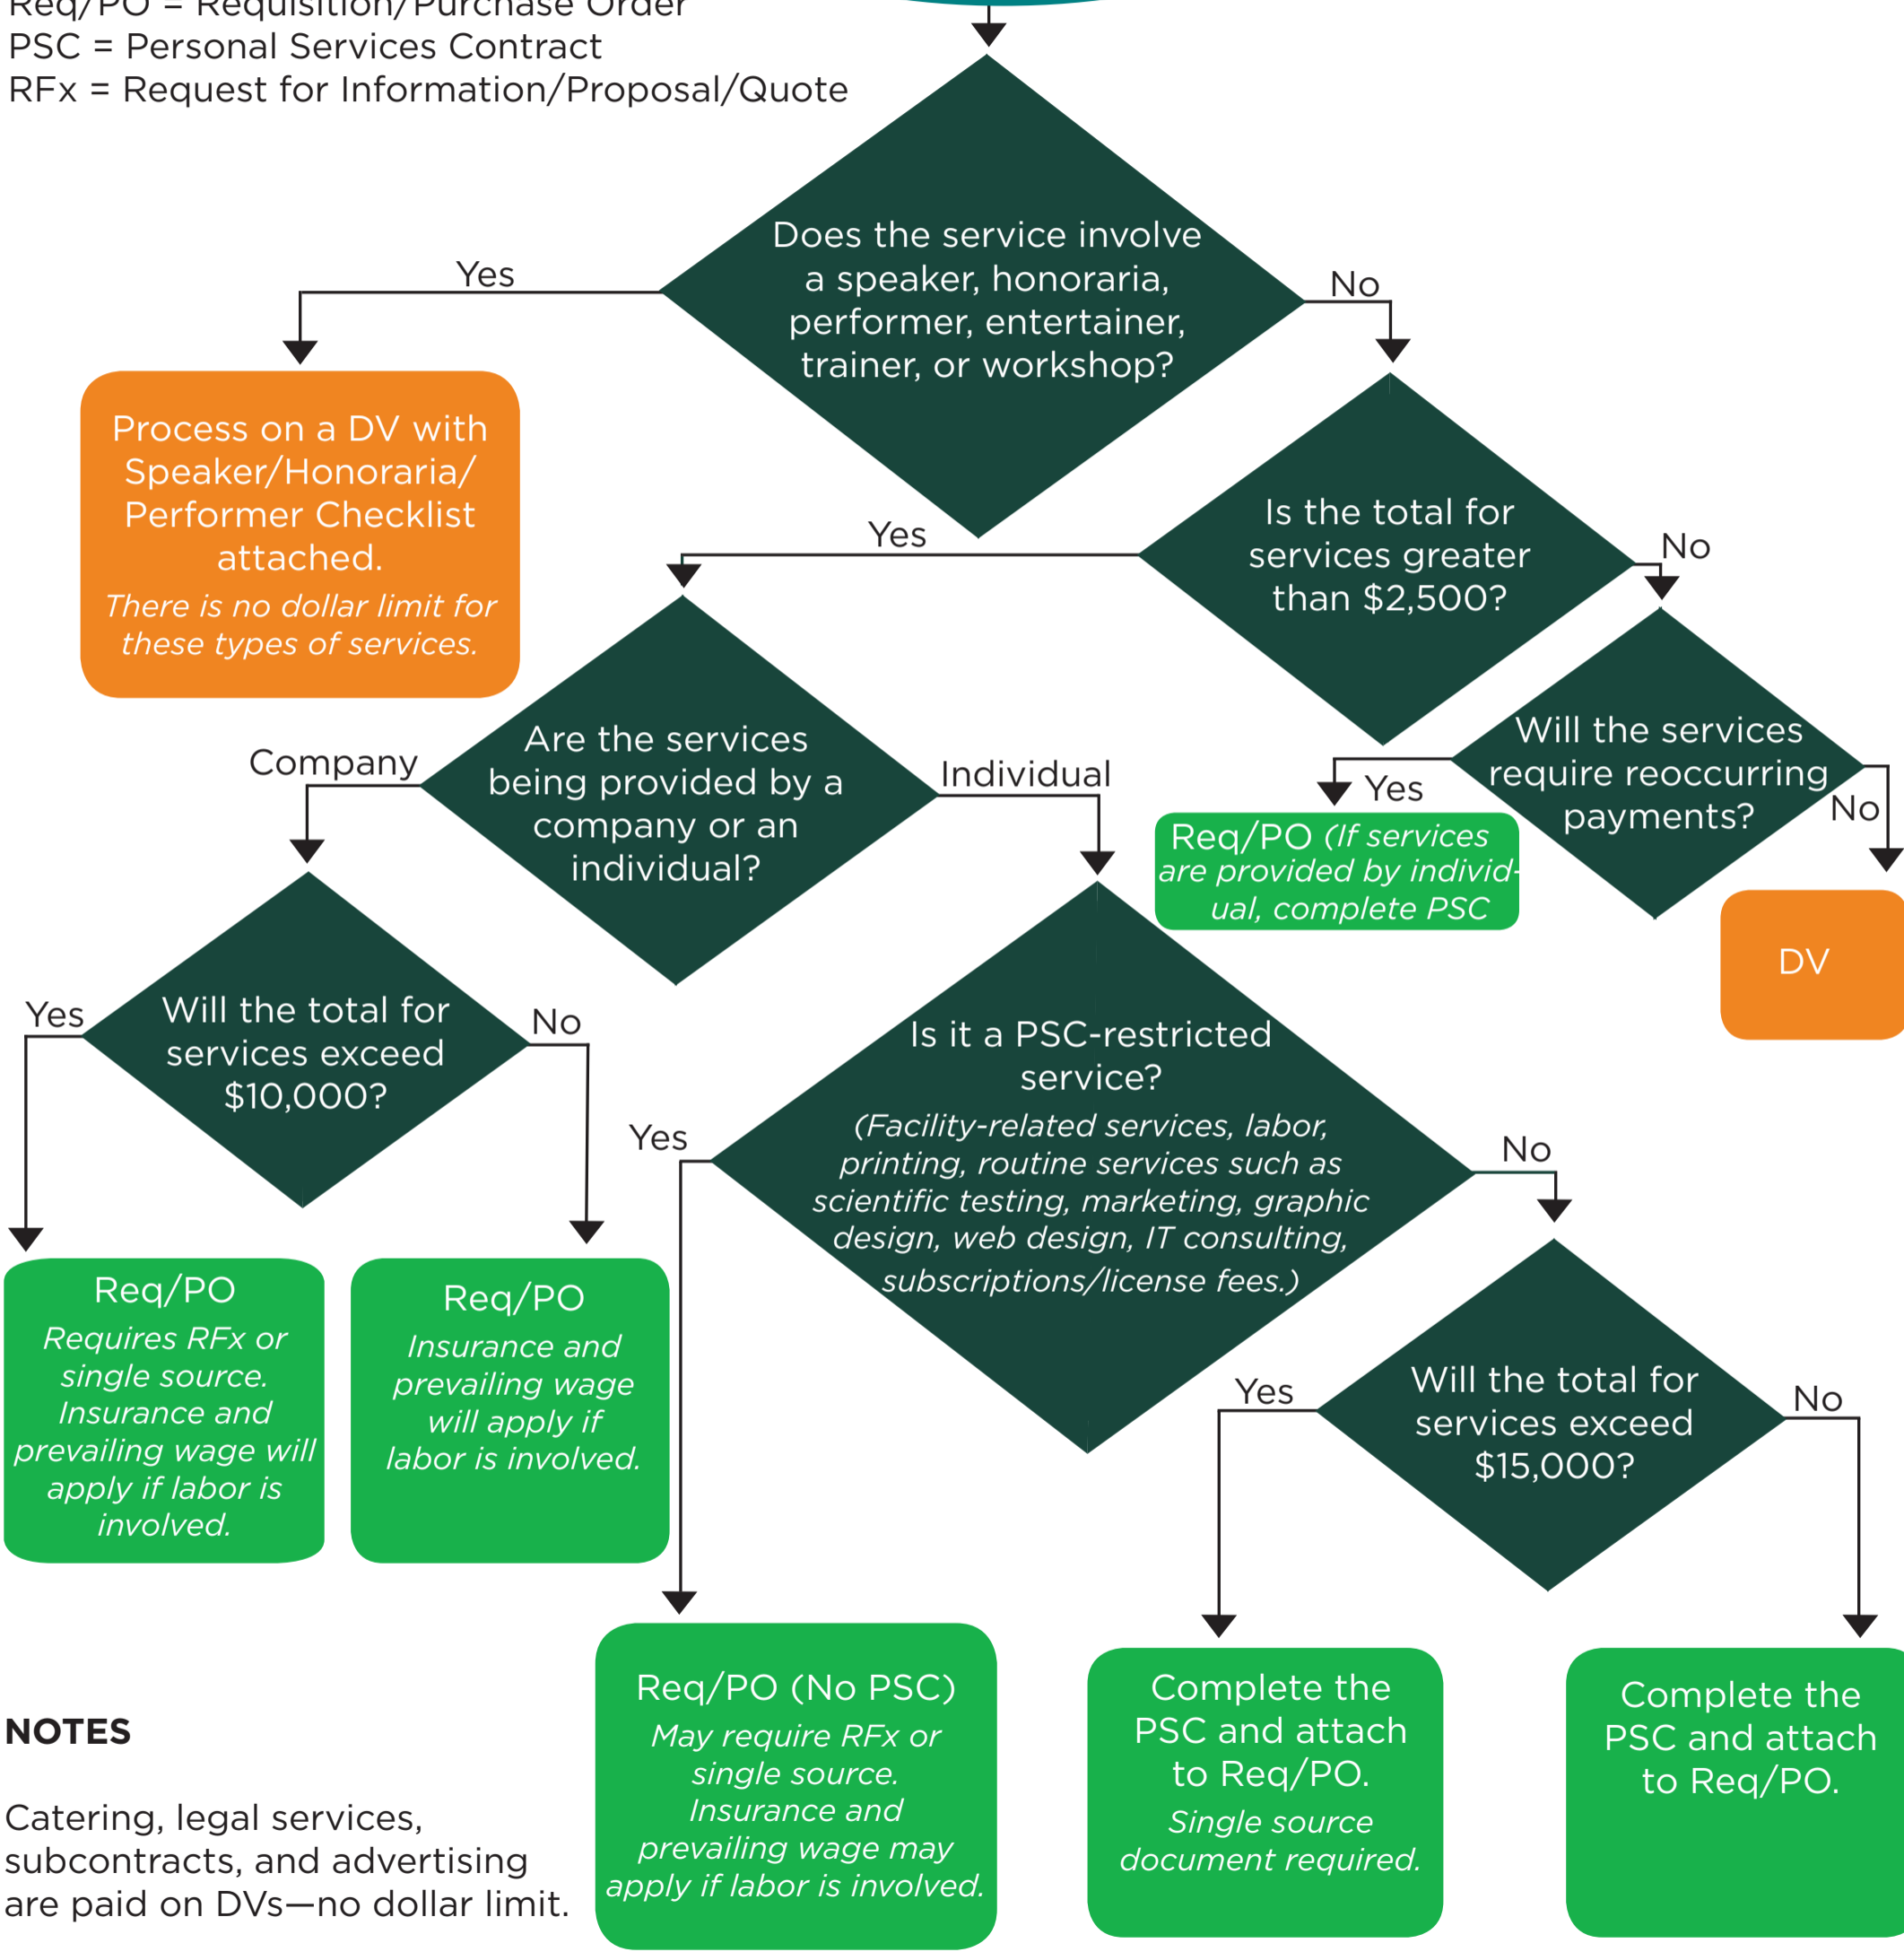 Req/PO = Requisition/Purchase Order
PSC = Personal Services Contract
RFx = Request for Information/Proposal/Quote
Does the service involve
a speaker, honoraria,
performer, entertainer,
trainer, or workshop?
Yes
No
Process on a DV with
Speaker/Honoraria/
Performer Checklist
attached.
There is no dollar limit for
these types of services.
Is the total for
services greater
than $2,500?
Yes
No
Will the services
require reoccurring
payments?
Yes
No
Req/PO (If services
are provided by individ-
ual, complete PSC
DV
Are the services
being provided by a
company or an
individual?
Company
Individual
Will the total for
services exceed
$10,000?
Yes
No
Is it a PSC-restricted
service?
(Facility-related services, labor,
printing, routine services such as
scientific testing, marketing, graphic
design, web design, IT consulting,
subscriptions/license fees.)
Yes
No
Req/PO
Requires RFx or
single source.
Insurance and
prevailing wage will
apply if labor is
involved.
Req/PO
Insurance and
prevailing wage
will apply if
labor is involved.
Will the total for
services exceed
$15,000?
Yes
No
Req/PO (No PSC)
May require RFx or
single source.
Insurance and
prevailing wage may
apply if labor is involved.
Complete the
PSC and attach
to Req/PO.
Single source
document required.
Complete the
PSC and attach
to Req/PO.
NOTES
Catering, legal services,
subcontracts, and advertising
are paid on DVs—no dollar limit.